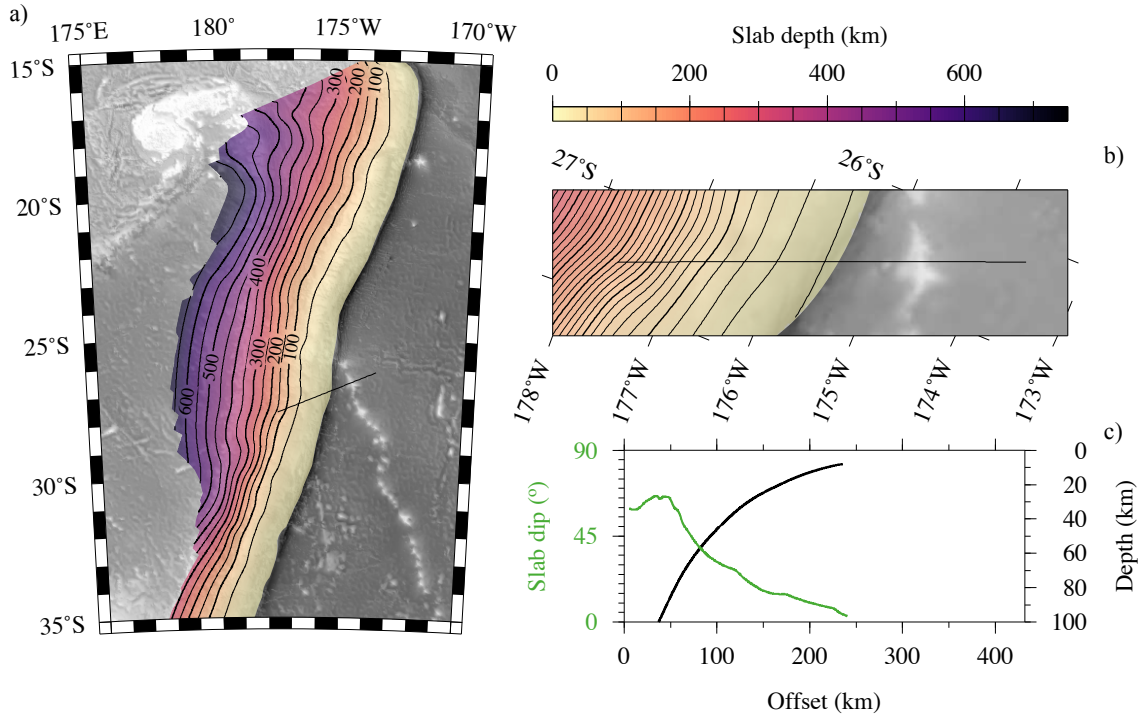 a)
175˚E 180˚ 175˚W 170˚W
15˚S
20˚S
25˚S
30˚S
35˚S
300 200 100
400
300 200 100
500
600
Slab depth (km)
0 200 400 600
b)
27˚S 26˚S
178˚W 177˚W 176˚W 175˚W 174˚W 173˚W
c)
90
45
0
Slab dip (º)
0
20
40
60
80
100
Depth (km)
0 100 200 300 400
Offset (km)